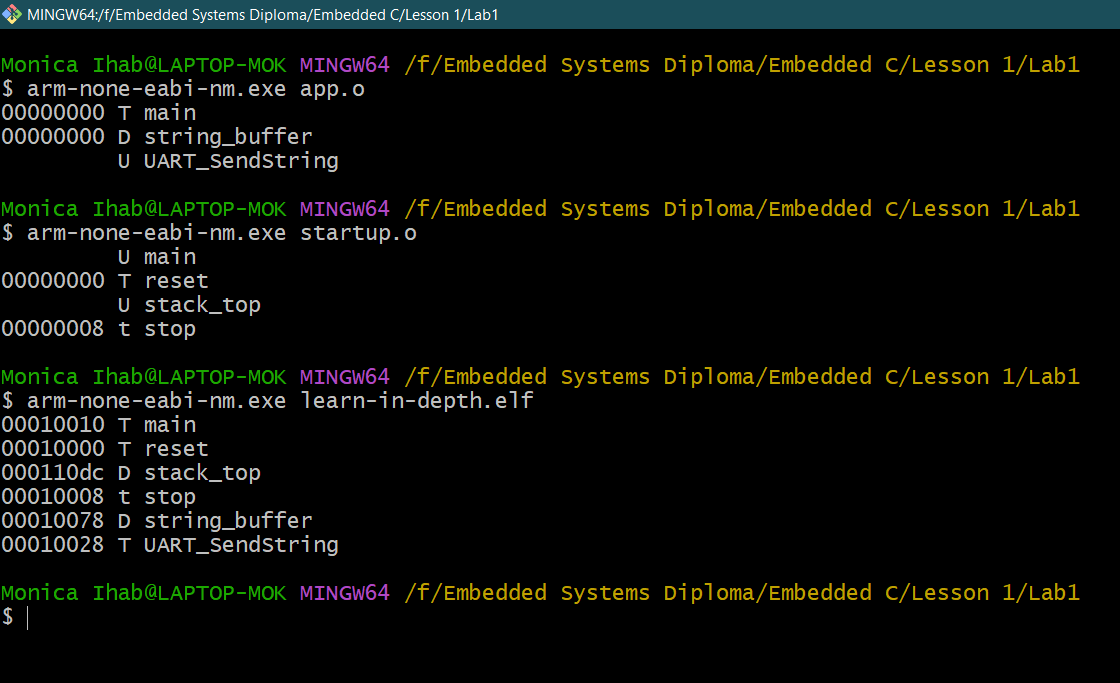 MINGW64:/f/Embedded Systems Diploma/Embedded C/Lesson 1/Lab1
Monica Ihab@LAPTOP-MOK MINGW64 /f/Embedded Systems Diploma/Embedded C/Lesson 1/Lab1
$ arm-none-eabi-nm.exe app.o
00000000 T main
00000000 D string_buffer
         U UART_SendString
Monica Ihab@LAPTOP-MOK MINGW64 /f/Embedded Systems Diploma/Embedded C/Lesson 1/Lab1
$ arm-none-eabi-nm.exe startup.o
         U main
00000000 T reset
         U stack_top
00000008 t stop
Monica Ihab@LAPTOP-MOK MINGW64 /f/Embedded Systems Diploma/Embedded C/Lesson 1/Lab1
$ arm-none-eabi-nm.exe learn-in-depth.elf
00010010 T main
00010000 T reset
000110dc D stack_top
00010008 t stop
00010078 D string_buffer
00010028 T UART_SendString
Monica Ihab@LAPTOP-MOK MINGW64 /f/Embedded Systems Diploma/Embedded C/Lesson 1/Lab1
$